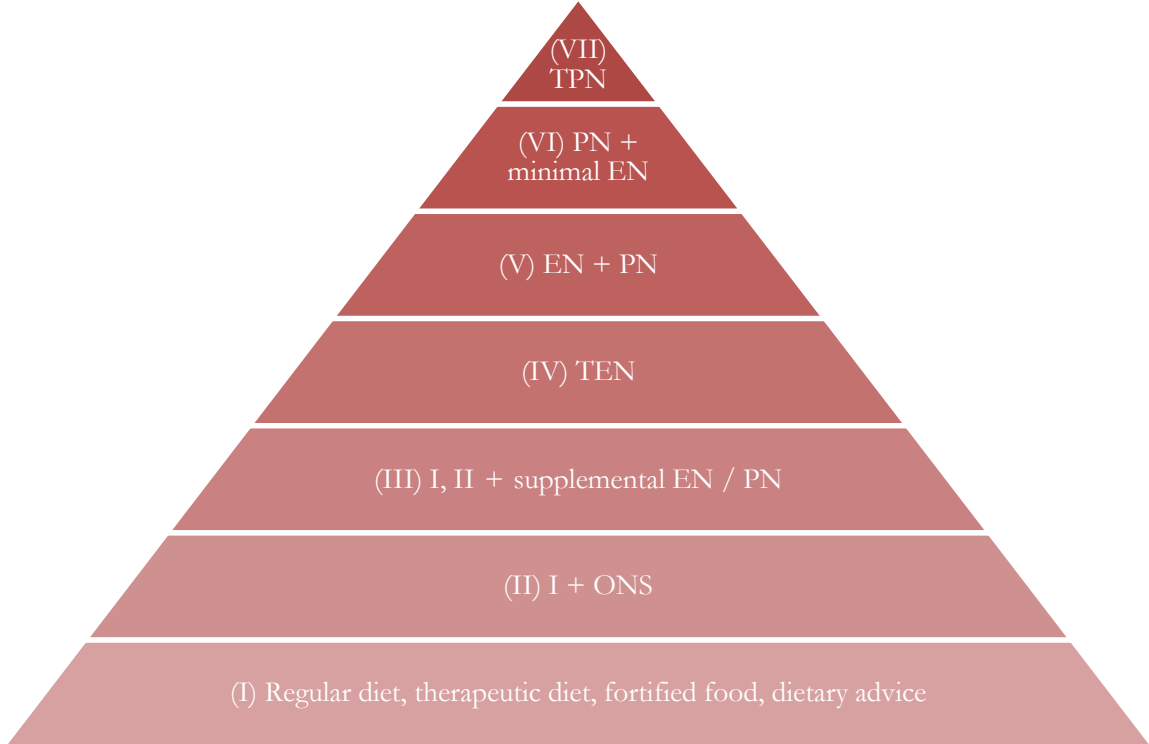 (VII)
TPN
(VI) PN +
minimal EN
(V) EN + PN
(IV) TEN
(III) I, II + supplemental EN / PN
(II) I + ONS
(I) Regular diet, therapeutic diet, fortified food, dietary advice